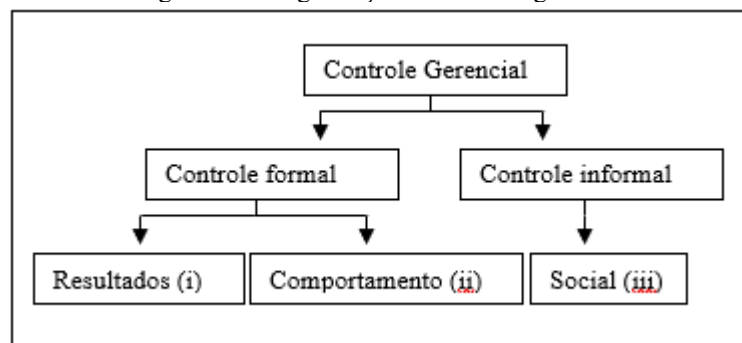 Controle Gerencial
Controle formal
Controle informal
Resultados (i)
Comportamento (ii)
Social (iii)